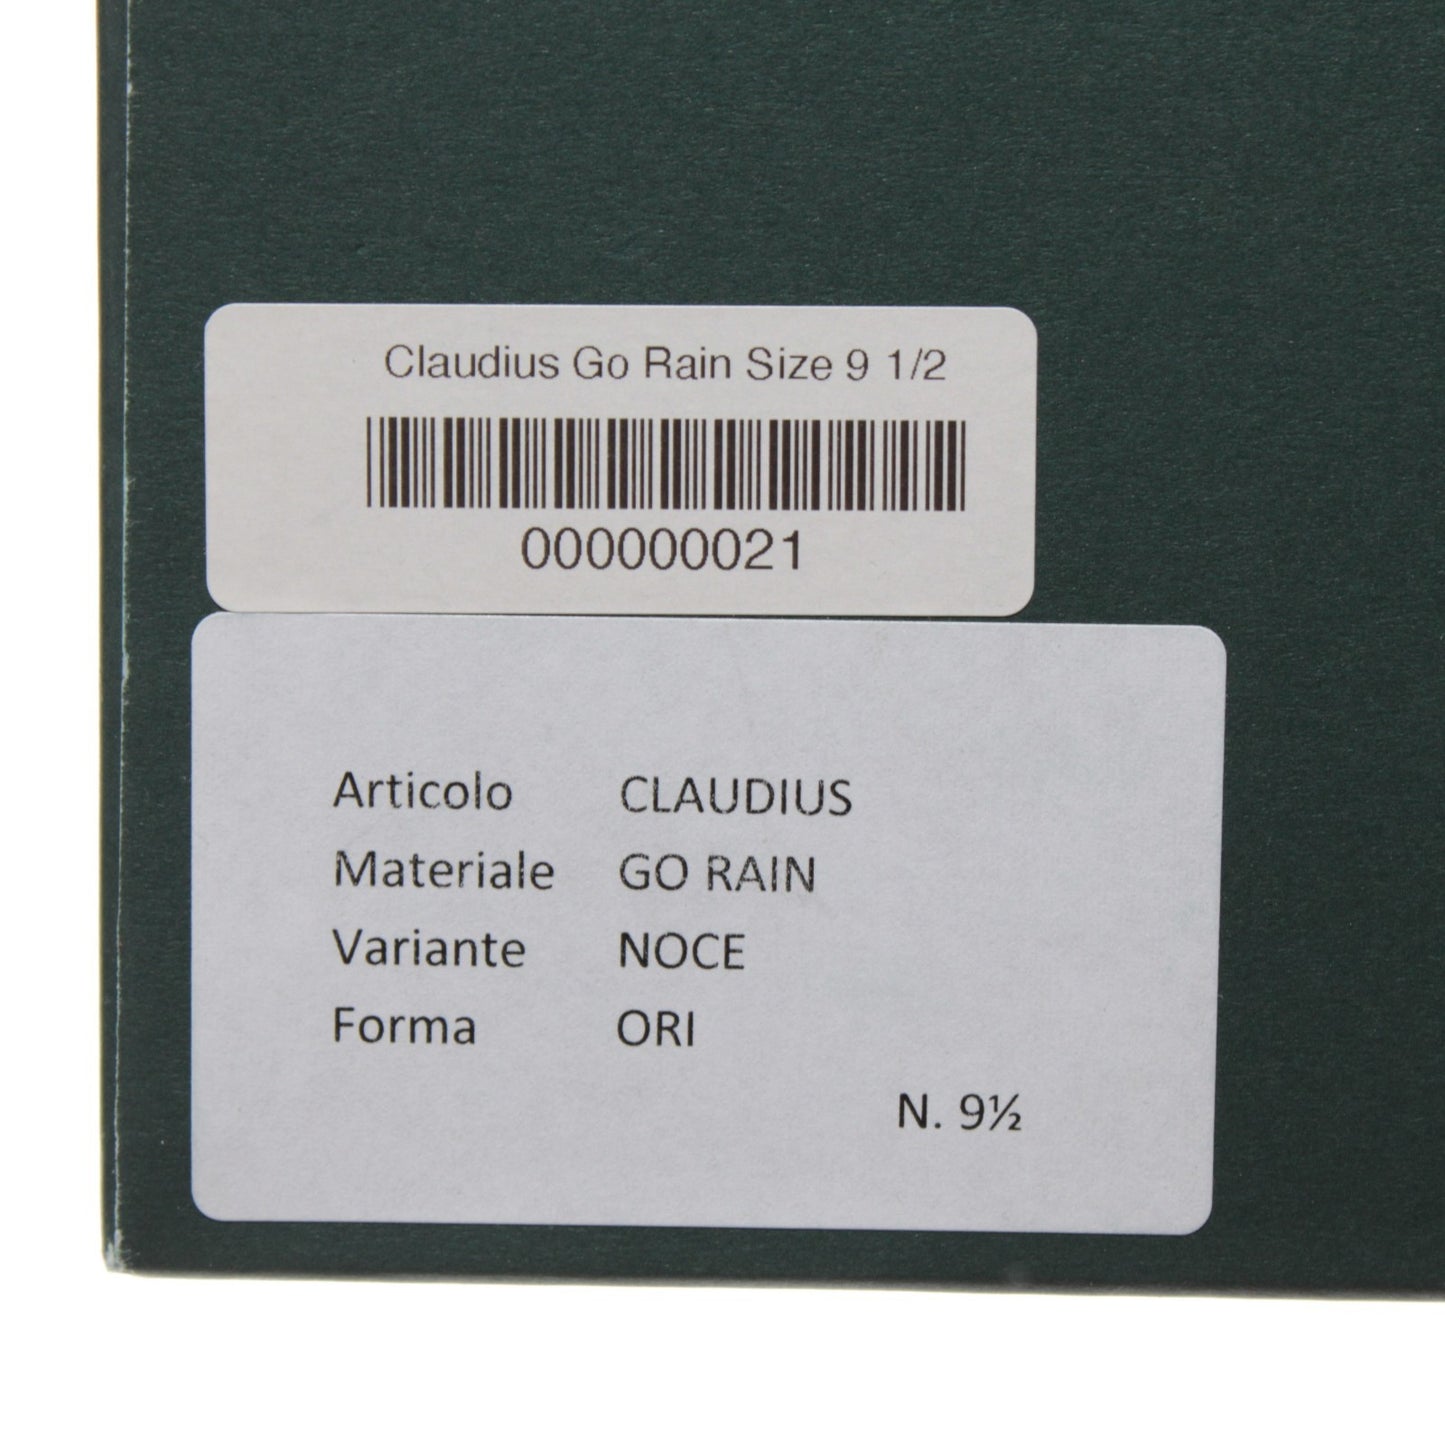 Claudius Go Rain Size 9 1/2
000000021
Articolo CLAUDIUS
Materiale GO RAIN
Variante NOCE
Forma ORI
N. 9½